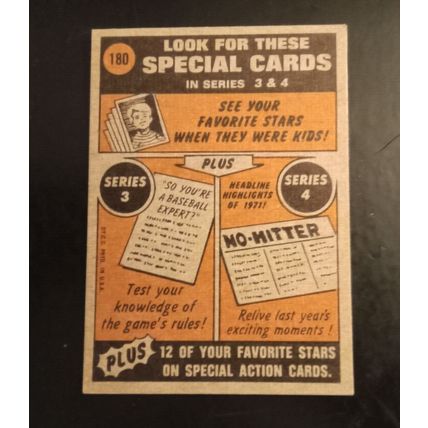 180
LOOK FOR THESE
SPECIAL CARDS
IN SERIES 3 & 4
SEE YOUR
FAVORITE STARS
WHEN THEY WERE KIDS!
PLUS
SERIES
3
"SO YOU'RE
A BASEBALL
EXPERT?"
Test your
knowledge of
the game's rules!
HEADLINE
HIGHLIGHTS
OF 1971!
SERIES
4
NO-HITTER
Relive last year's
exciting moments!
PLUS
12 OF YOUR FAVORITE STARS
ON SPECIAL ACTION CARDS.